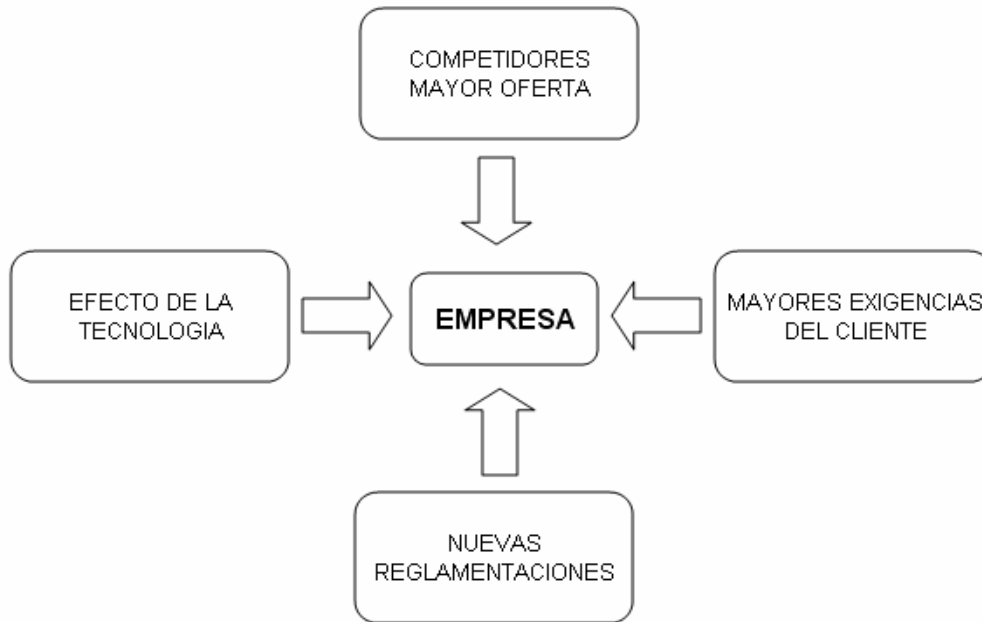 COMPETIDORES
MAYOR OFERTA
EFECTO DE LA
TECNOLOGIA
EMPRESA
MAYORES EXIGENCIAS
DEL CLIENTE
NUEVAS
REGLAMENTACIONES